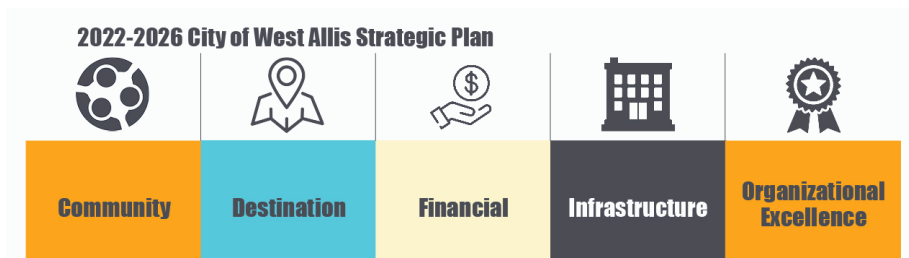 2022-2026 City of West Allis Strategic Plan
$
Community
Destination
Financial
Infrastructure
Organizational
Excellence